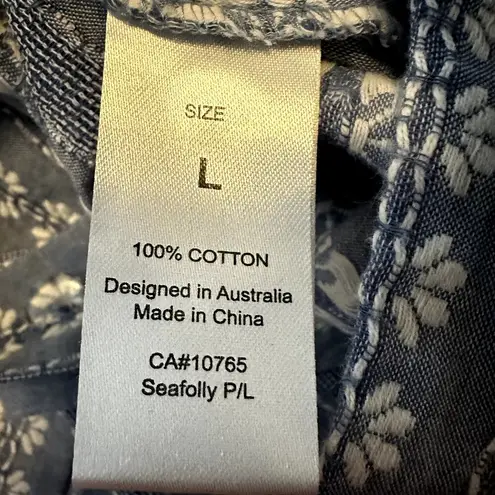 SIZE
L
100% COTTON
Designed in Australia
Made in China
CA#10765
Seafolly P/L